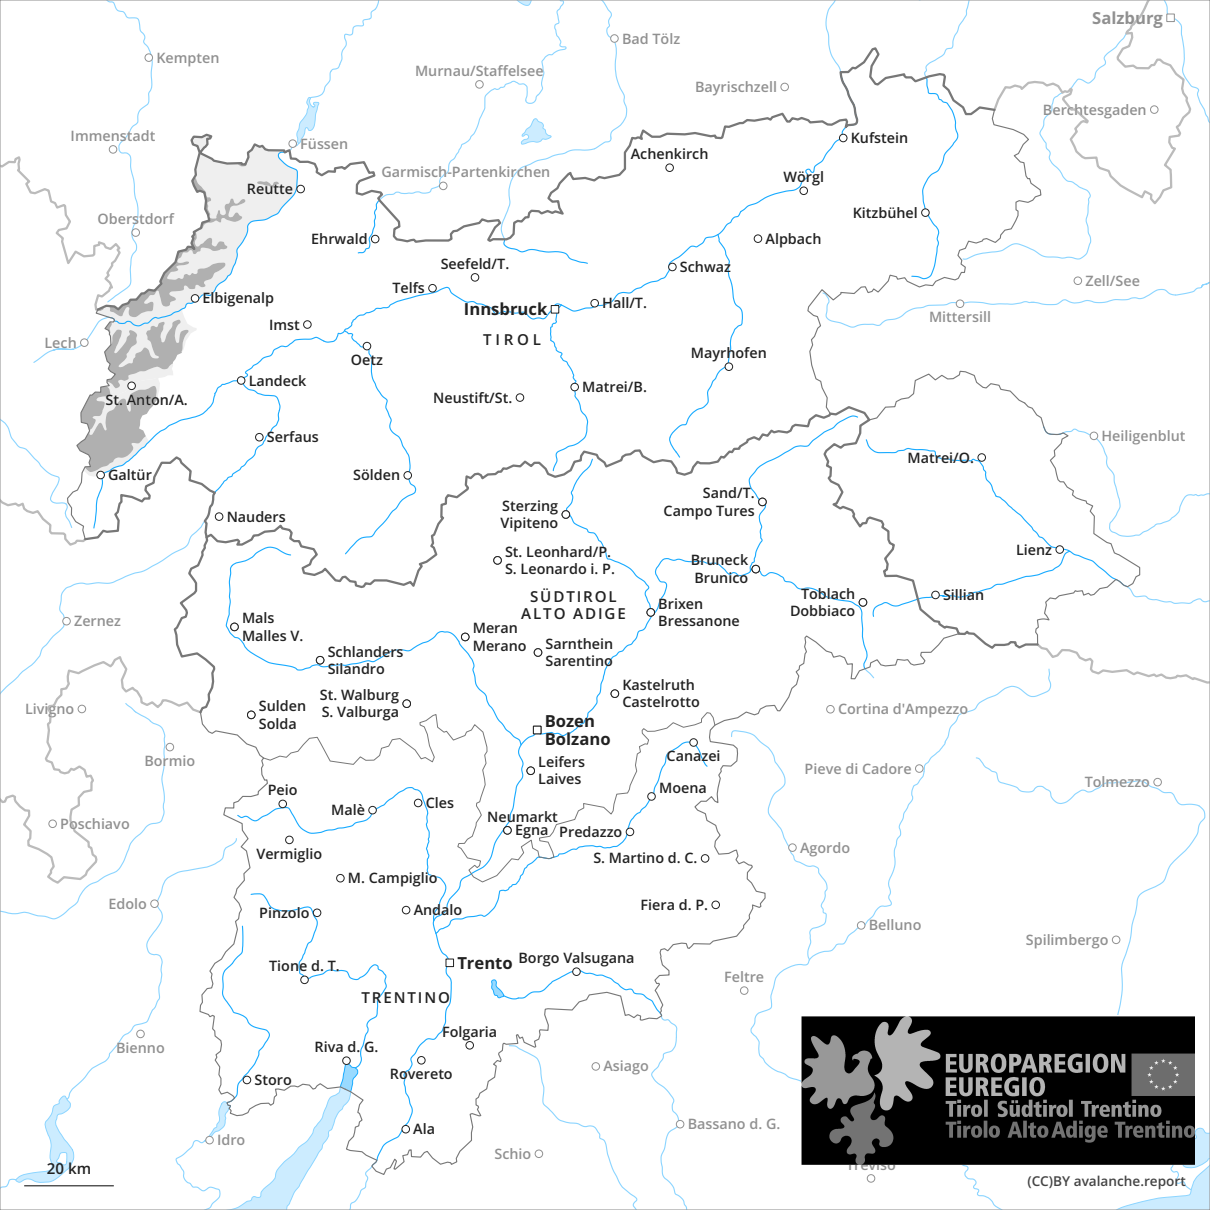 Salzburg
Kempten
Bad Tölz
Murnau/Staffelsee
Bayrischzell
Berchtesgaden
Immenstadt
Füssen
Kufstein
Achenkirch
Garmisch-Partenkirchen
Wörgl
Reutte
Oberstdorf
Kitzbühel
Ehrwald
Alpbach
Seefeld/T.
Schwaz
Zell/See
Telfs
Elbigenalp
Hall/T.
Innsbruck
Mittersill
Imst
TIROL
Lech
Oetz
Mayrhofen
Landeck
Matrei/B.
St. Anton/A.
Neustift/St.
Serfaus
Heiligenblut
Matrei/O.
Galtür
Sölden
Sand/T.
Campo Tures
Sterzing
Vipiteno
Nauders
St. Leonhard/P.
S. Leonardo i. P.
Lienz
Bruneck
Brunico
SÜDTIROL
ALTO ADIGE
Toblach
Dobbiaco
Sillian
Brixen
Bressanone
Zernez
Mals
Malles V.
Meran
Merano
Sarnthein
Sarentino
Schlanders
Silandro
Kastelruth
Castelrotto
St. Walburg
S. Valburga
Livigno
Sulden
Solda
Cortina d'Ampezzo
Bozen
Bolzano
Canazei
Bormio
Leifers
Laives
Pieve di Cadore
Tolmezzo
Peio
Moena
Malè
Cles
Neumarkt
Egna
Predazzo
Poschiavo
Vermiglio
Agordo
S. Martino d. C.
M. Campiglio
Edolo
Pinzolo
Andalo
Fiera d. P.
Belluno
Spilimbergo
Trento
Borgo Valsugana
Tione d. T.
Feltre
TRENTINO
Folgaria
Bienno
Riva d. G.
Asiago
Rovereto
Storo
EUROPAREGION
EUREGIO
Tirol Südtirol Trentino
Tirolo Alto Adige Trentino
Ala
Bassano d. G.
Idro
Schio
Treviso
20 km
(CC)BY avalanche.report